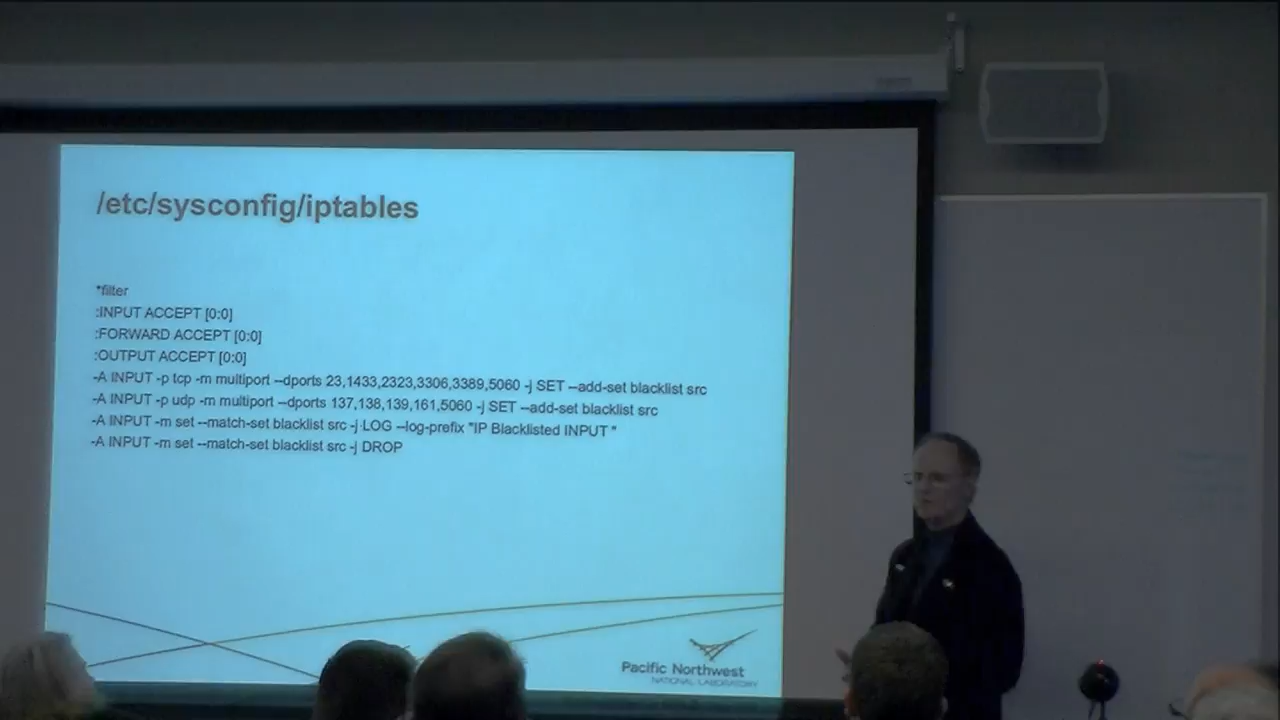 /etc/sysconfig/iptables
*filter
:INPUT ACCEPT [0:0]
:FORWARD ACCEPT [0:0]
:OUTPUT ACCEPT [0:0]
-A INPUT -p tcp -m multiport --dports 23,1433,2323,3306,3389,5060 -j SET --add-set blacklist src
-A INPUT -p udp -m multiport --dports 137,138,139,161,5060 -j SET --add-set blacklist src
-A INPUT -m set --match-set blacklist src -j LOG --log-prefix "IP Blacklisted INPUT "
-A INPUT -m set --match-set blacklist src -j DROP
Pacific Northwest
NATIONAL LABORATORY